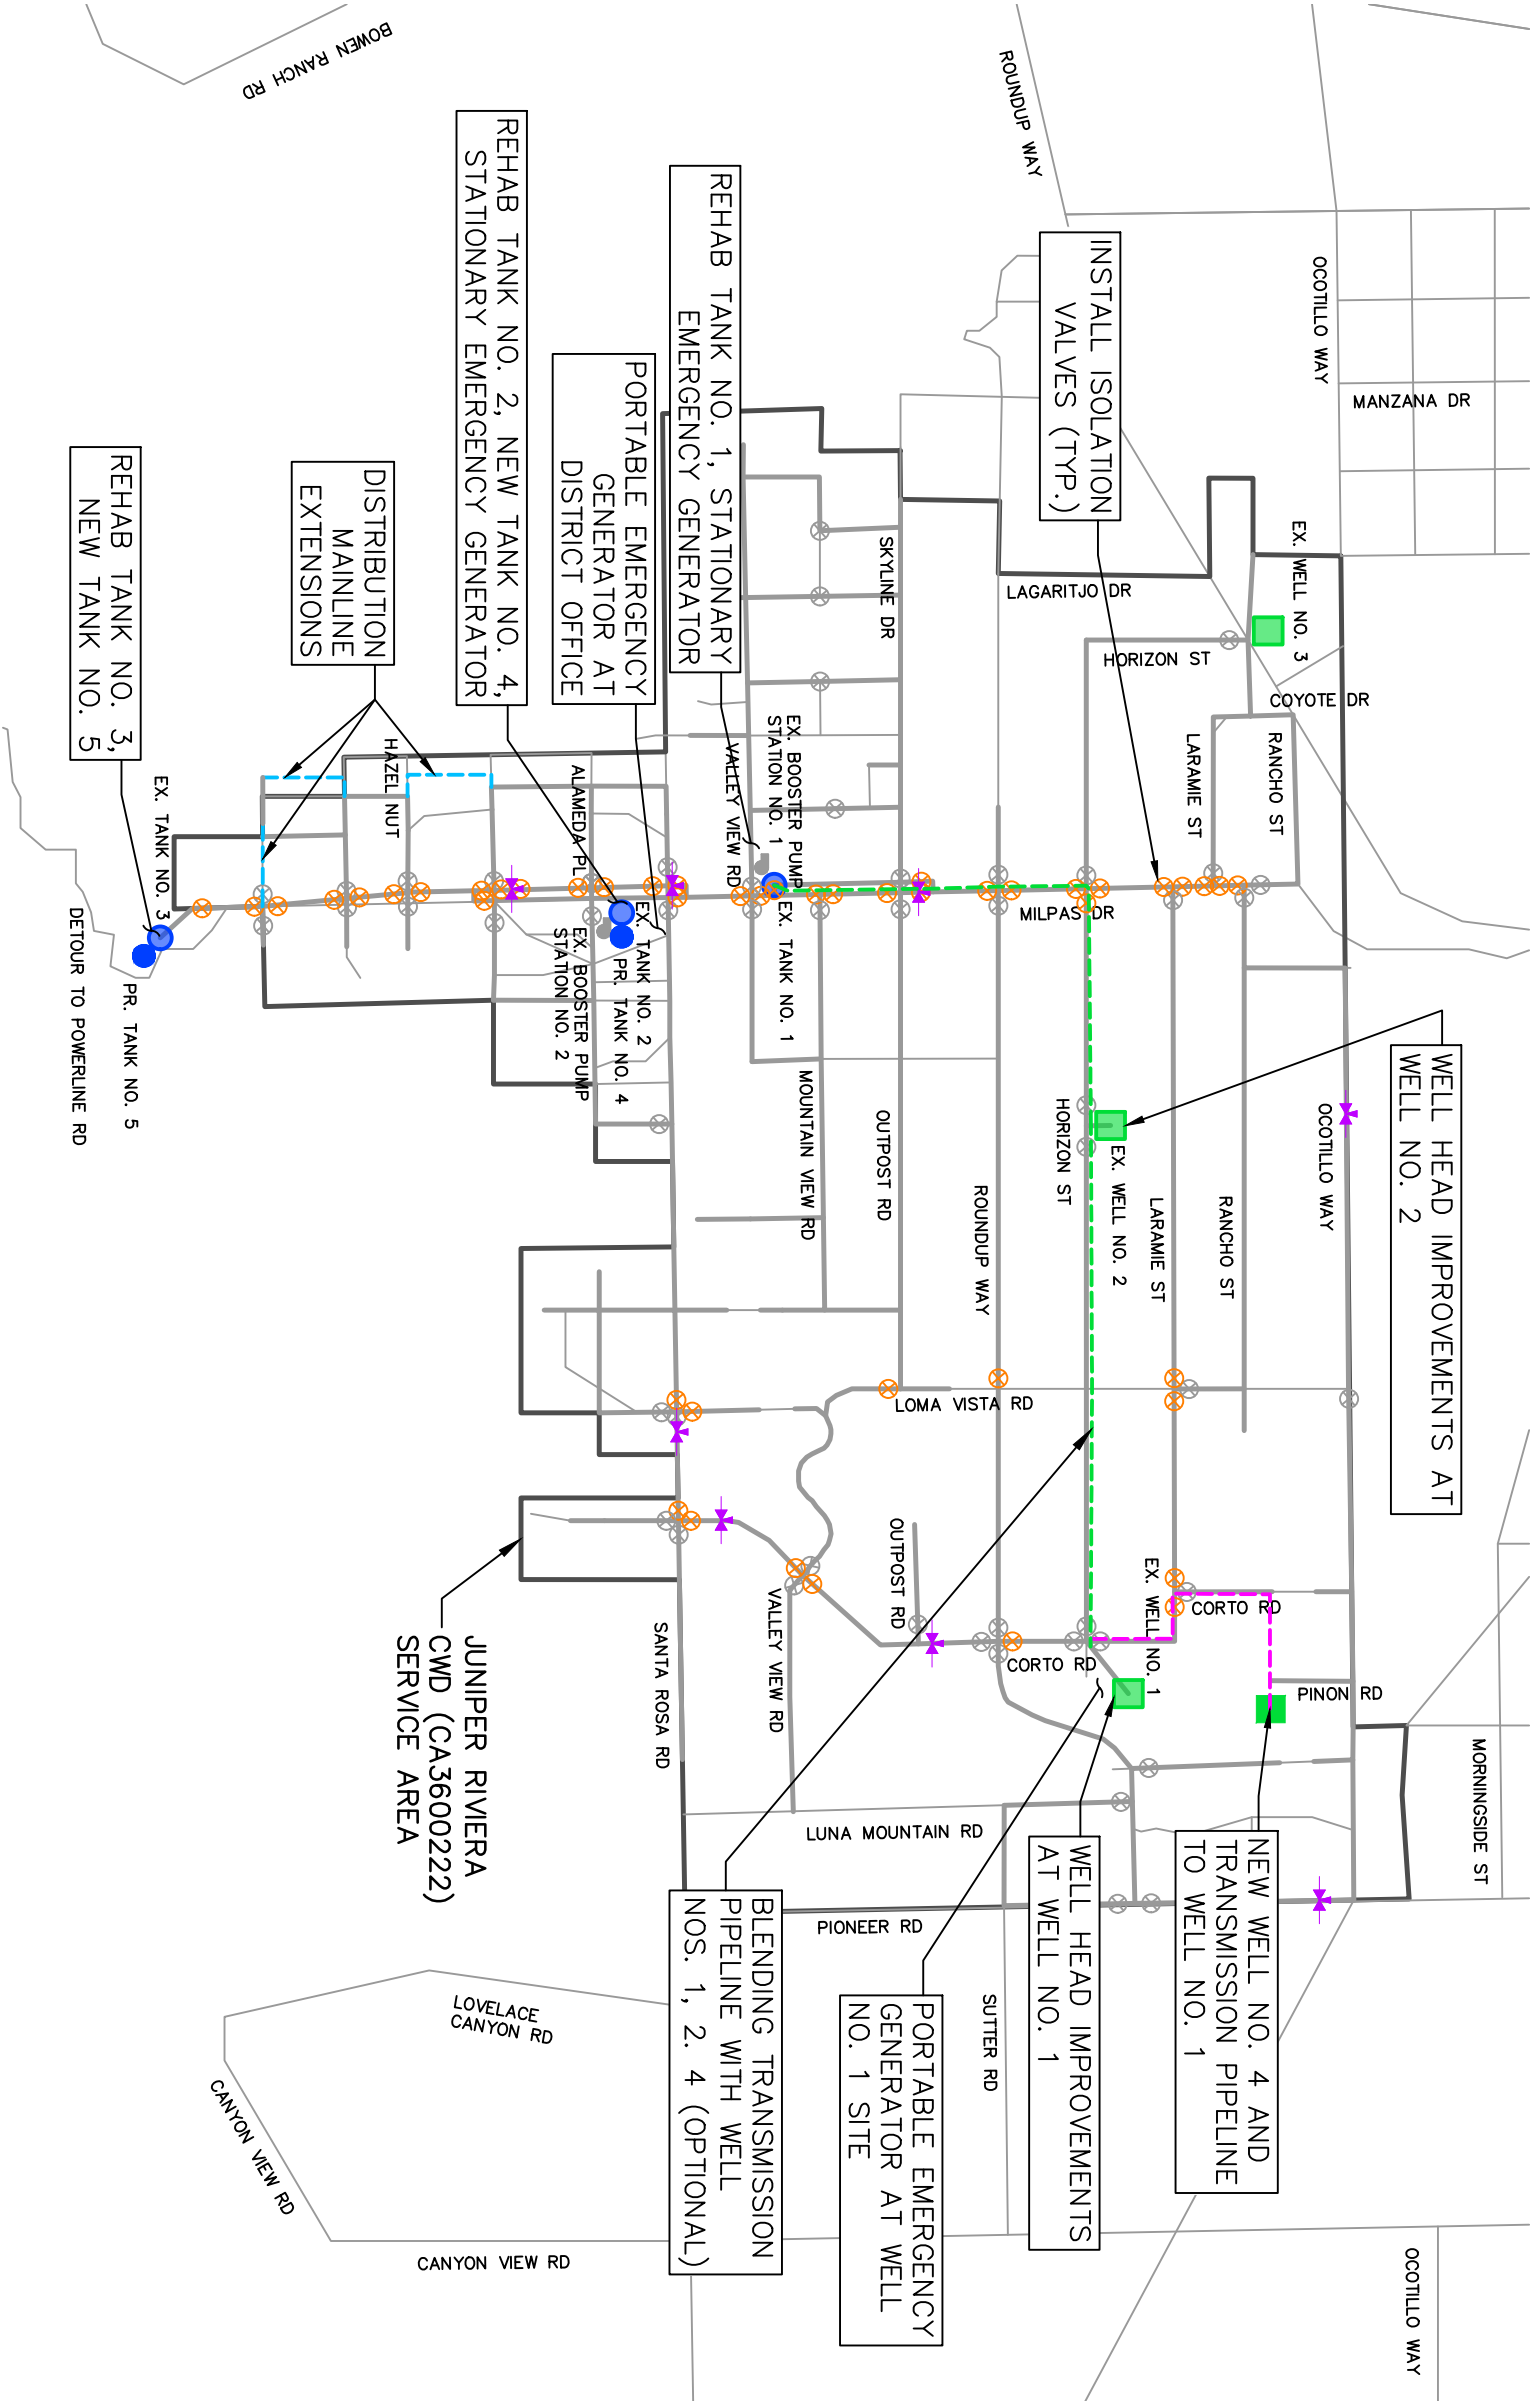 BOWEN RANCH RD
ROUNDUP WAY
OCOTILLO WAY
MANZANA DR
INSTALL ISOLATION
VALVES (TYP.)
REHAB TANK NO. 1, STATIONARY
EMERGENCY GENERATOR
PORTABLE EMERGENCY
GENERATOR AT
DISTRICT OFFICE
REHAB TANK NO. 2, NEW TANK NO. 4,
STATIONARY EMERGENCY GENERATOR
DISTRIBUTION
MAINLINE
EXTENSIONS
REHAB TANK NO. 3,
NEW TANK NO. 5
EX. WELL NO. 3
LAGARITJO DR
HORIZON ST
COYOTE DR
RANCHO ST
LARAMIE ST
SKYLINE DR
EX. BOOSTER PUMP
STATION NO. 1
VALLEY VIEW RD
ALAMEDA PL
HAZEL NUT
EX. TANK NO. 3
MILPAS DR
EX. TANK NO. 1
EX. TANK NO. 2
PR. TANK NO. 4
EX. BOOSTER PUMP
STATION NO. 2
PR. TANK NO. 5
DETOUR TO POWERLINE RD
WELL HEAD IMPROVEMENTS AT
WELL NO. 2
OCOTILLO WAY
RANCHO ST
LARAMIE ST
EX. WELL NO. 2
HORIZON ST
ROUNDUP WAY
OUTPOST RD
MOUNTAIN VIEW RD
LOMA VISTA RD
OUTPOST RD
EX. WELL NO. 1
CORTO RD
CORTO RD
PINON RD
VALLEY VIEW RD
SANTA ROSA RD
MORNINGSIDE ST
JUNIPER RIVIERA
CWD (CA3600222)
SERVICE AREA
LUNA MOUNTAIN RD
PIONEER RD
NEW WELL NO. 4 AND
TRANSMISSION PIPELINE
TO WELL NO. 1
WELL HEAD IMPROVEMENTS
AT WELL NO. 1
PORTABLE EMERGENCY
GENERATOR AT WELL
NO. 1 SITE
BLENDING TRANSMISSION
PIPELINE WITH WELL
NOS. 1, 2. 4 (OPTIONAL)
SUTTER RD
LOVELACE
CANYON RD
CANYON VIEW RD
CANYON VIEW RD
OCOTILLO WAY